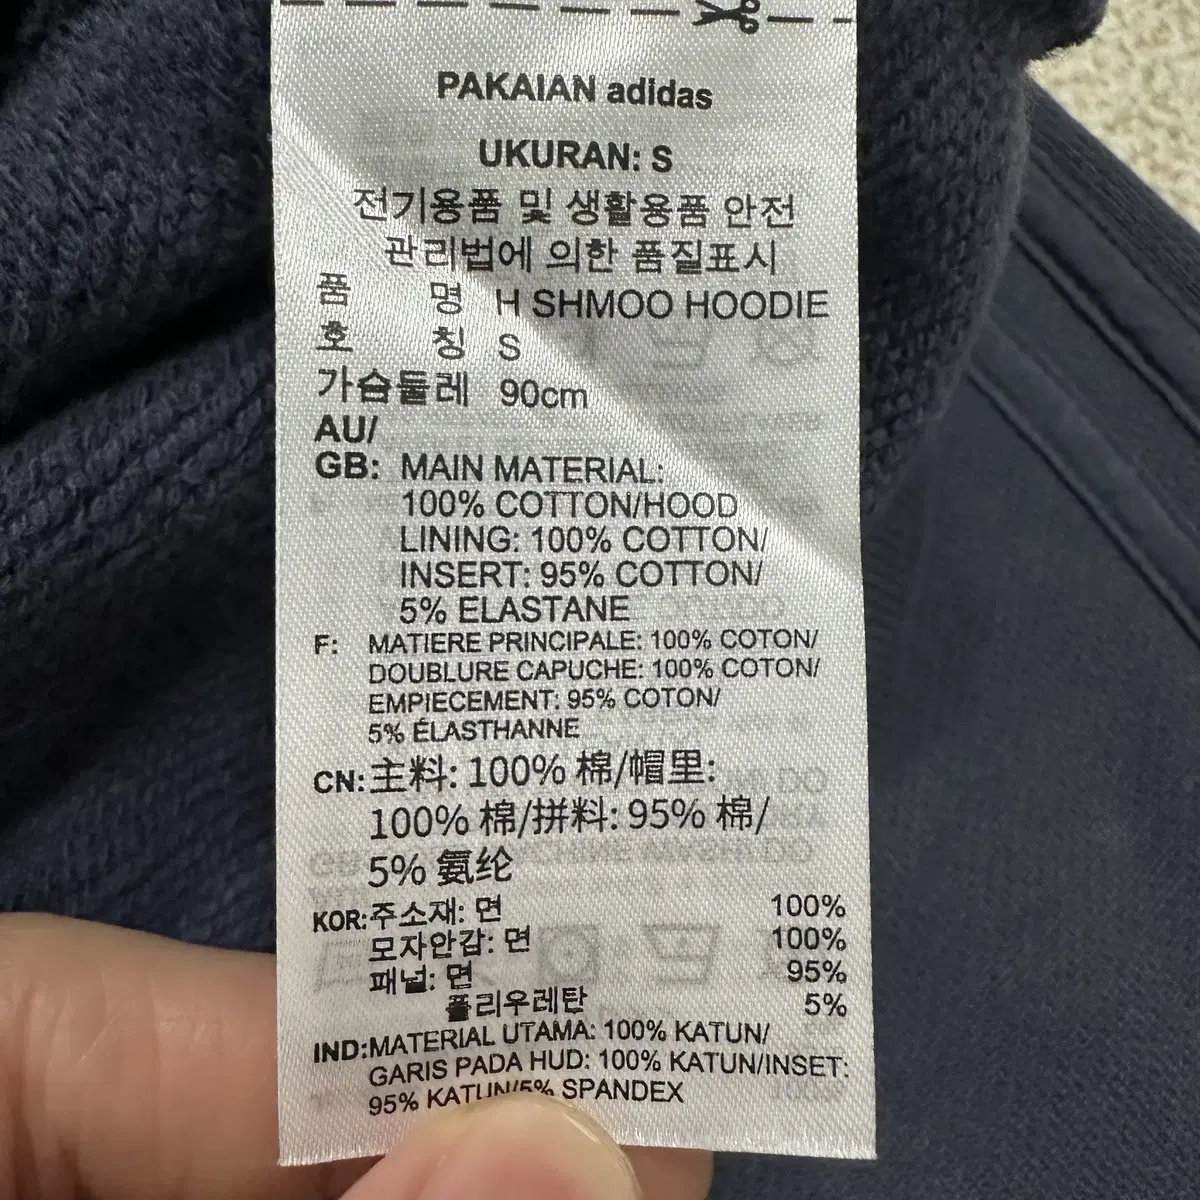 PAKAIAN adidas
UKURAN: S
전기용품 및 생활용품 안전
관리법에 의한 품질표시
품 명 H SHMOO HOODIE
호 칭 S
가슴둘레 90cm
AU/
GB: MAIN MATERIAL:
100% COTTON/HOOD
LINING: 100% COTTON/
INSERT: 95% COTTON/
5% ELASTANE
F: MATIERE PRINCIPALE: 100% COTON/
DOUBLURE CAPUCHE: 100% COTON/
EMPIECEMENT: 95% COTON/
5% ÉLASTHANNE
CN: 主料: 100% 棉/帽里:
100% 棉/拼料: 95% 棉/
5% 氨纶
KOR: 주소재: 면 100%
모자안감: 면 100%
패널: 면 95%
폴리우레탄 5%
IND: MATERIAL UTAMA: 100% KATUN/
GARIS PADA HUD: 100% KATUN/INSET:
95% KATUN/5% SPANDEX